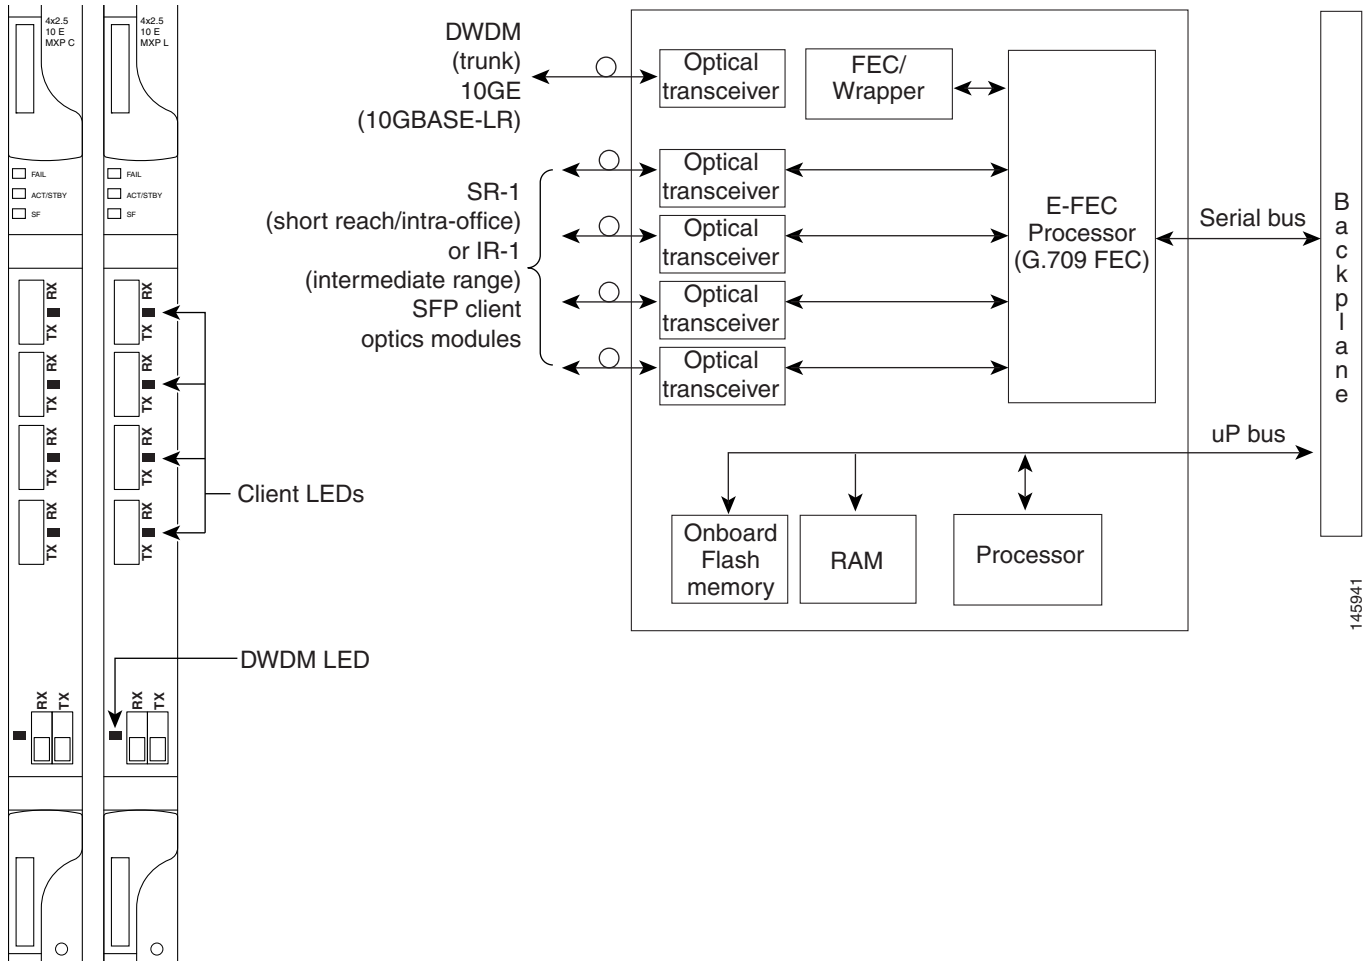 4x2.5
10 E
MXP C
FAIL
ACT/STBY
SF
RX
TX
RX
TX
RX
TX
RX
TX
RX
TX
4x2.5
10 E
MXP L
FAIL
ACT/STBY
SF
RX
TX
RX
TX
RX
TX
RX
TX
RX
TX
Client LEDs
DWDM LED
DWDM
(trunk)
10GE
(10GBASE-LR)
SR-1
(short reach/intra-office)
or IR-1
(intermediate range)
SFP client
optics modules
Optical
transceiver
FEC/
Wrapper
Optical
transceiver
Optical
transceiver
Optical
transceiver
Optical
transceiver
E-FEC
Processor
(G.709 FEC)
Serial bus
uP bus
Onboard
Flash
memory
RAM
Processor
Backplane
145941